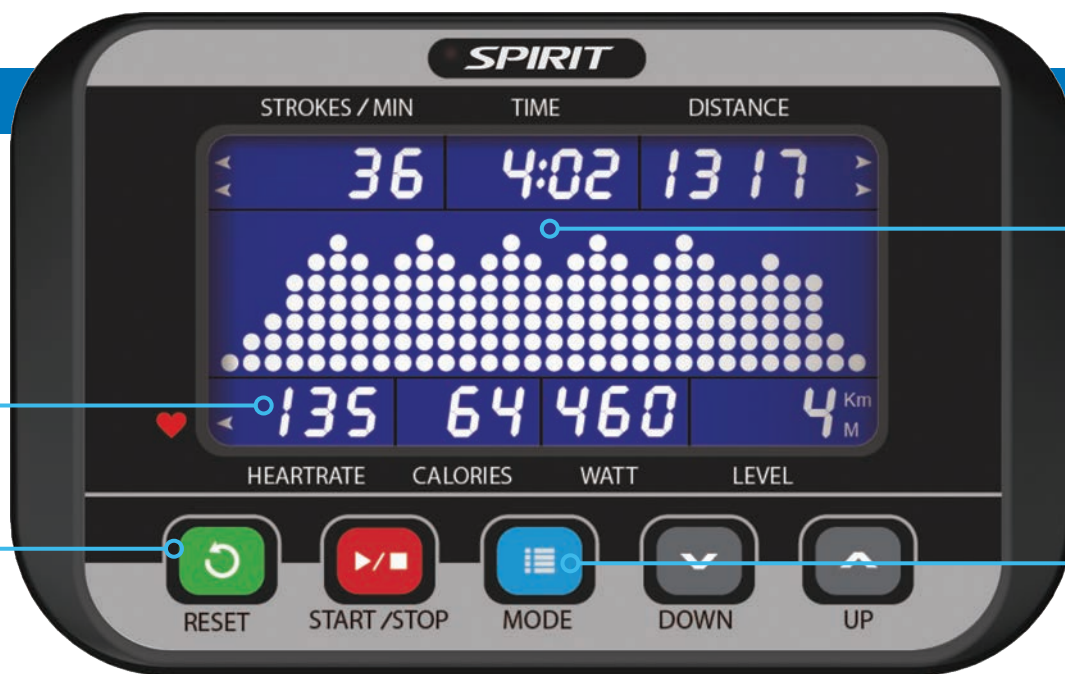 SPIRIT
STROKES / MIN TIME DISTANCE
36 4:02 1317
135 64 460 4 Km
M
HEARTRATE CALORIES WATT LEVEL
RESET START /STOP MODE DOWN UP